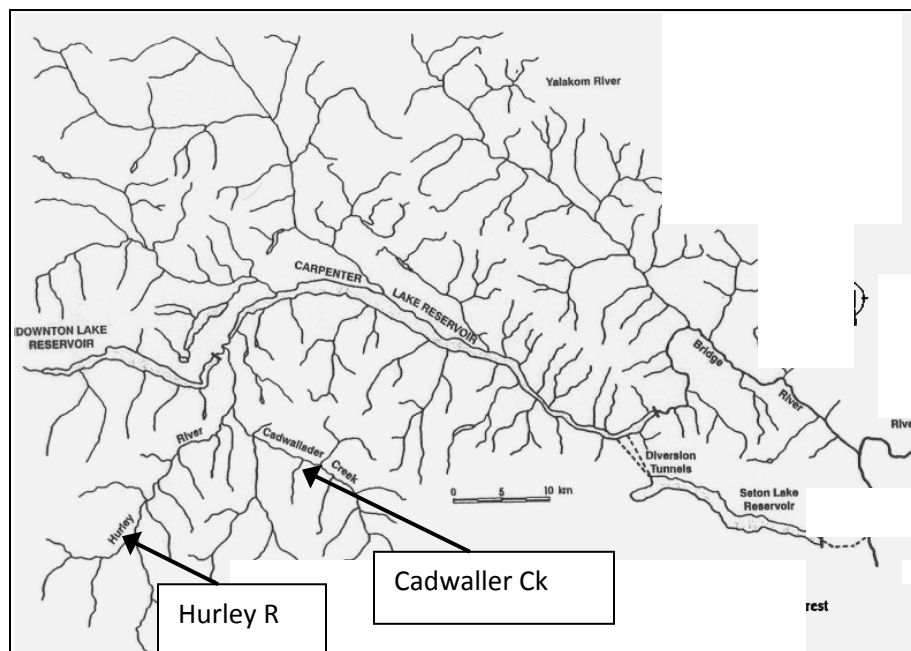 Yalakom River
CARPENTER
LAKE RESERVOIR
DOWNTON LAKE
RESERVOIR
Bridge
River
Rive
River
Cadwallader
Creek
Diversion
Tunnels
0 5 10 km
Seton Lake
Reservoir
Hurley
Cadwaller Ck
Hurley R
rest